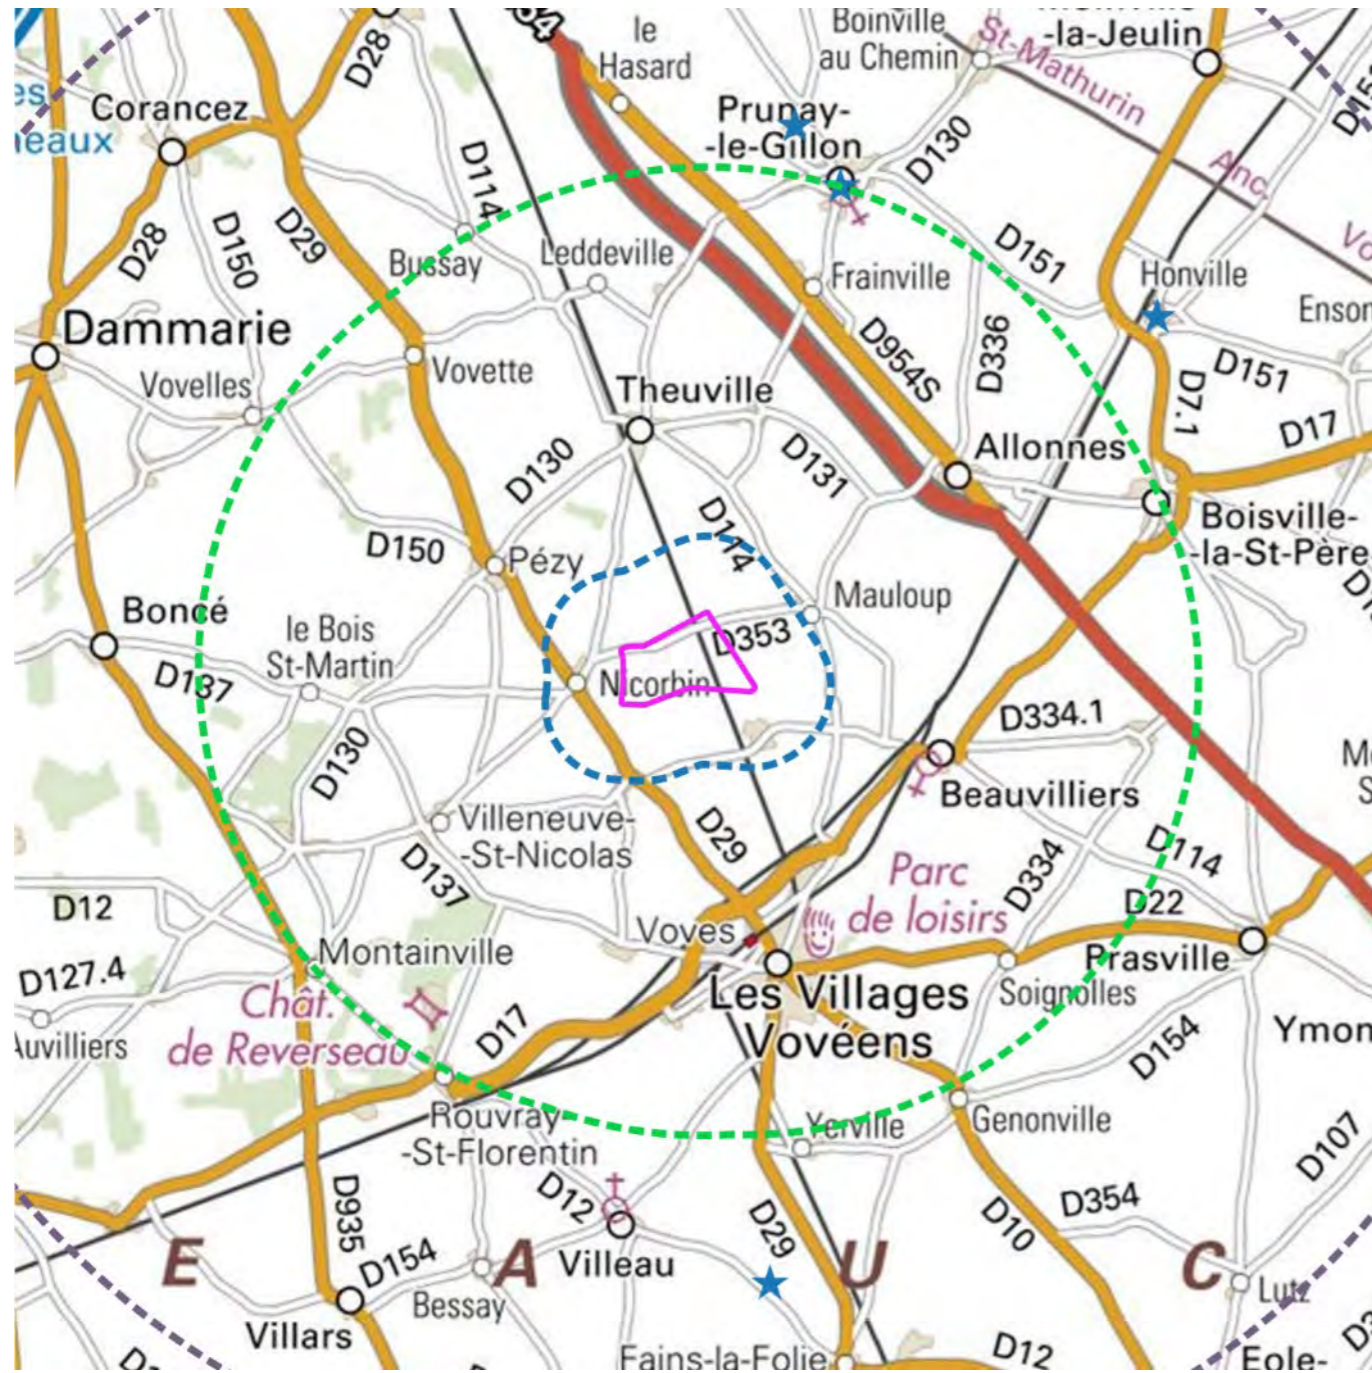 le
Hasard
Boinville
au Chemin
-la-Jeulin
St-Mathurin
D28
Corancez
Prunay-
-le-Gillon
D130
Anc.
D114
D28
D150
D29
Bussay
Leddeville
D151
Frainville
Honville
Dammarie
Vovelles
Vovette
D954S
D336
D151
D7.1
D17
Theuville
D130
D131
Allonnes
D114
Boisville-
-la-St-Père
D150
Pézy
Mauloup
Boncé
le Bois
St-Martin
D353
D137
Nicorbin
D334.1
D130
Beauvilliers
Villeneuve-
-St-Nicolas
D29
D114
D137
Parc
de loisirs
D334
D22
D12
Voves
Prasville
Montainville
D127.4
Les Villages
Vovéens
Soignolles
Chât.
de Reverseau
D17
Auvilliers
D154
Rouvray-
-St-Florentin
Yerville
Genonville
D107
D12
D935
D29
D354
D10
E A U C
D154
Villeau
Bessay
Lutz
Villars
Fains-la-Folie
D12
Eole-